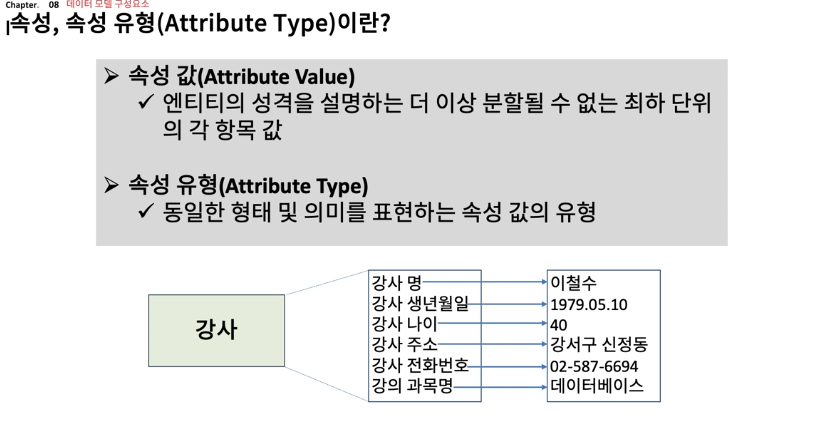 Chapter. 08 데이터 모델 구성요소
속성, 속성 유형(Attribute Type)이란?
➢ 속성 값(Attribute Value)
✓ 엔티티의 성격을 설명하는 더 이상 분할될 수 없는 최하 단위
의 각 항목 값
➢ 속성 유형(Attribute Type)
✓ 동일한 형태 및 의미를 표현하는 속성 값의 유형
강사
강사 명
강사 생년월일
강사 나이
강사 주소
강사 전화번호
강의 과목명
이철수
1979.05.10
40
강서구 신정동
02-587-6694
데이터베이스